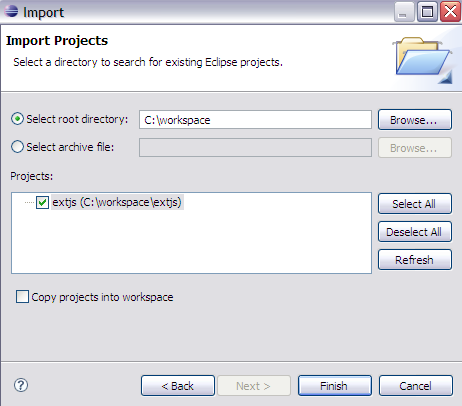 Import
Import Projects
Select a directory to search for existing Eclipse projects.
Select root directory: C:\workspace Browse...
Select archive file: Browse...
Projects:
extjs (C:\workspace\extjs)
Select All
Deselect All
Refresh
Copy projects into workspace
? < Back Next > Finish Cancel